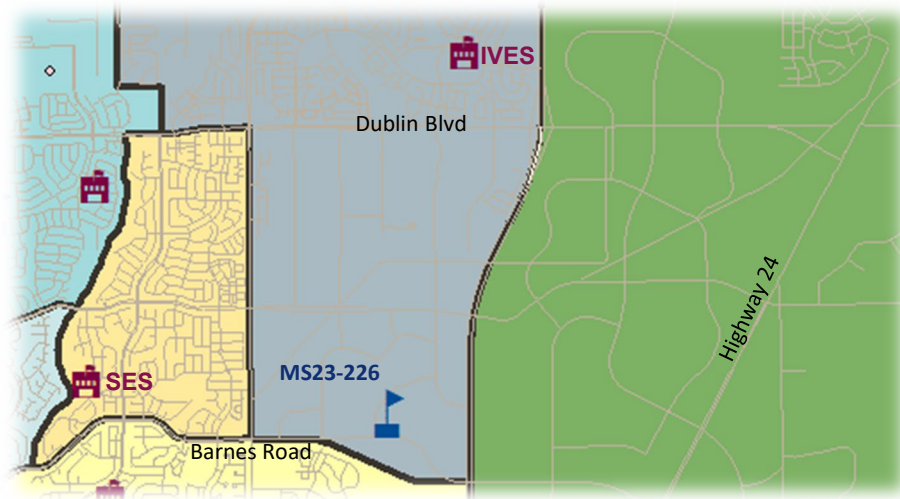 IVES
Dublin Blvd
Highway 24
MS23-226
SES
Barnes Road